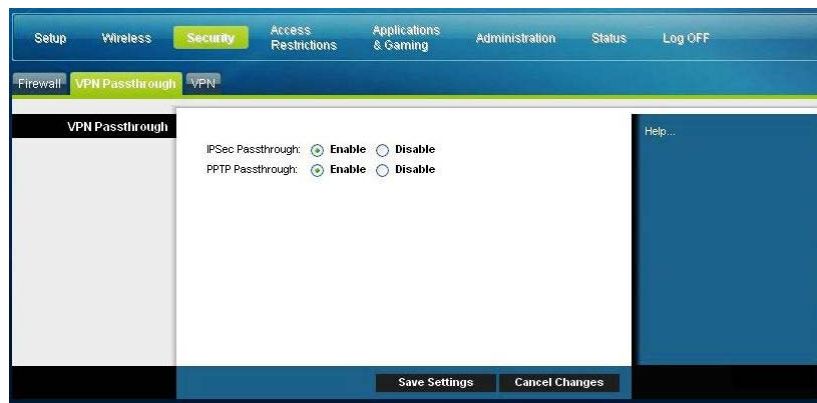 Setup Wireless Security Access Restrictions Applications & Gaming Administration Status Log OFF
Firewall VPN Passthrough VPN
VPN Passthrough
Help...
IPSec Passthrough: Enable Disable
PPTP Passthrough: Enable Disable
Save Settings Cancel Changes